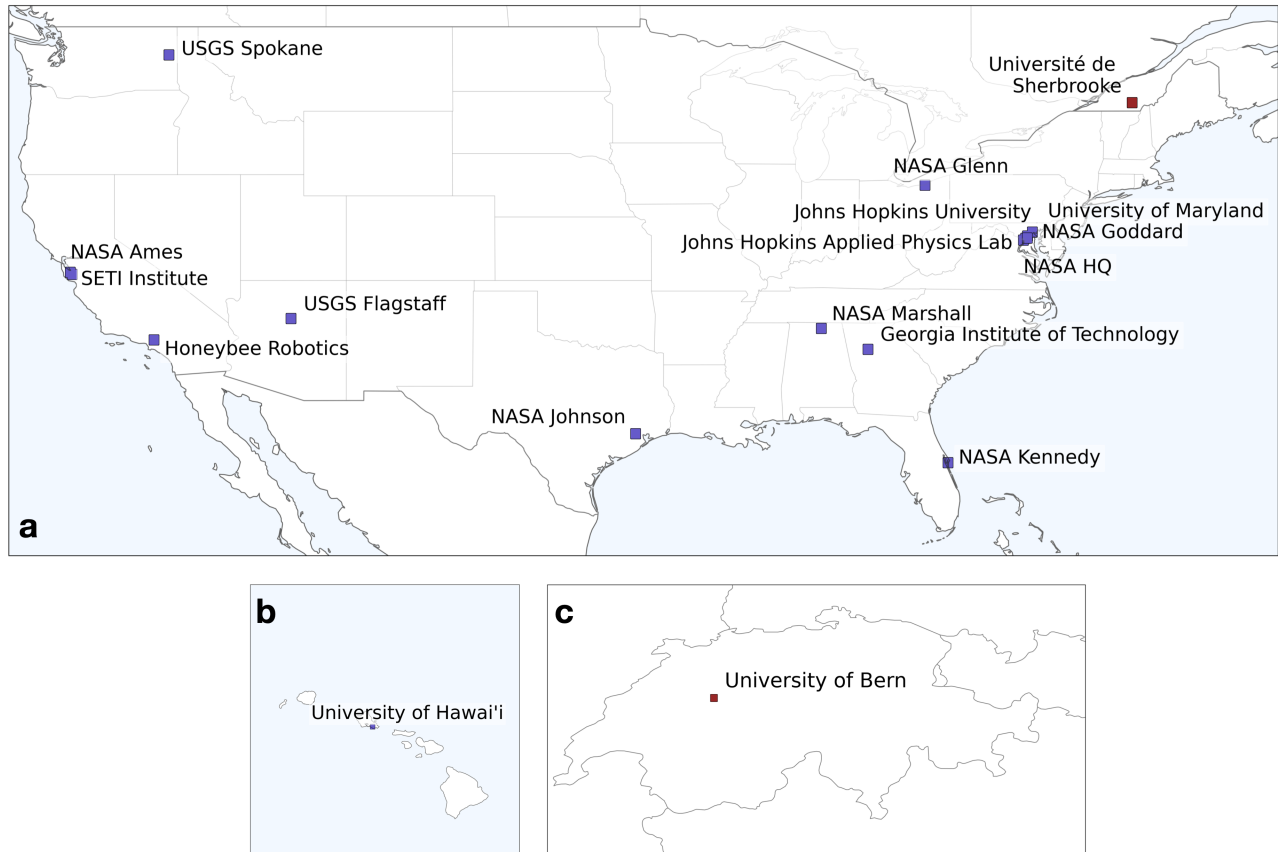 USGS Spokane
Université de
Sherbrooke
NASA Glenn
Johns Hopkins University
University of Maryland
Johns Hopkins Applied Physics Lab
NASA Goddard
NASA HQ
NASA Ames
SETI Institute
USGS Flagstaff
NASA Marshall
Georgia Institute of Technology
Honeybee Robotics
NASA Johnson
NASA Kennedy
a
b
University of Hawai'i
c
University of Bern